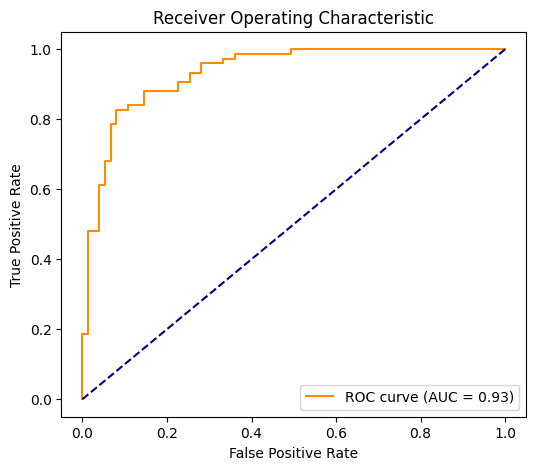 Receiver Operating Characteristic
True Positive Rate
1.0
0.8
0.6
0.4
0.2
0.0
0.0 0.2 0.4 0.6 0.8 1.0
False Positive Rate
ROC curve (AUC = 0.93)